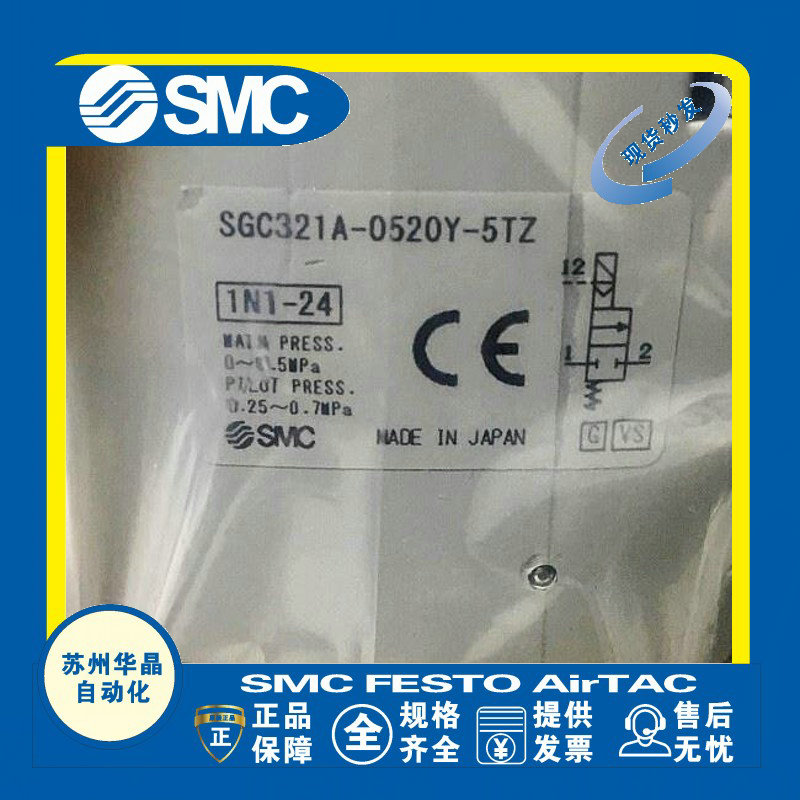 SMC
现货秒发
SGC321A-0520Y-5TZ
1N1-24
MAIN PRESS.
PILOT PRESS.
0.25~0.7MPa
SMC
MADE IN JAPAN
CE
12
1 2
G VS
苏州华晶
自动化
SMC FESTO AirTAC
正
正品
保障
全
规格
齐全
¥
提供
发票
售后
无忧